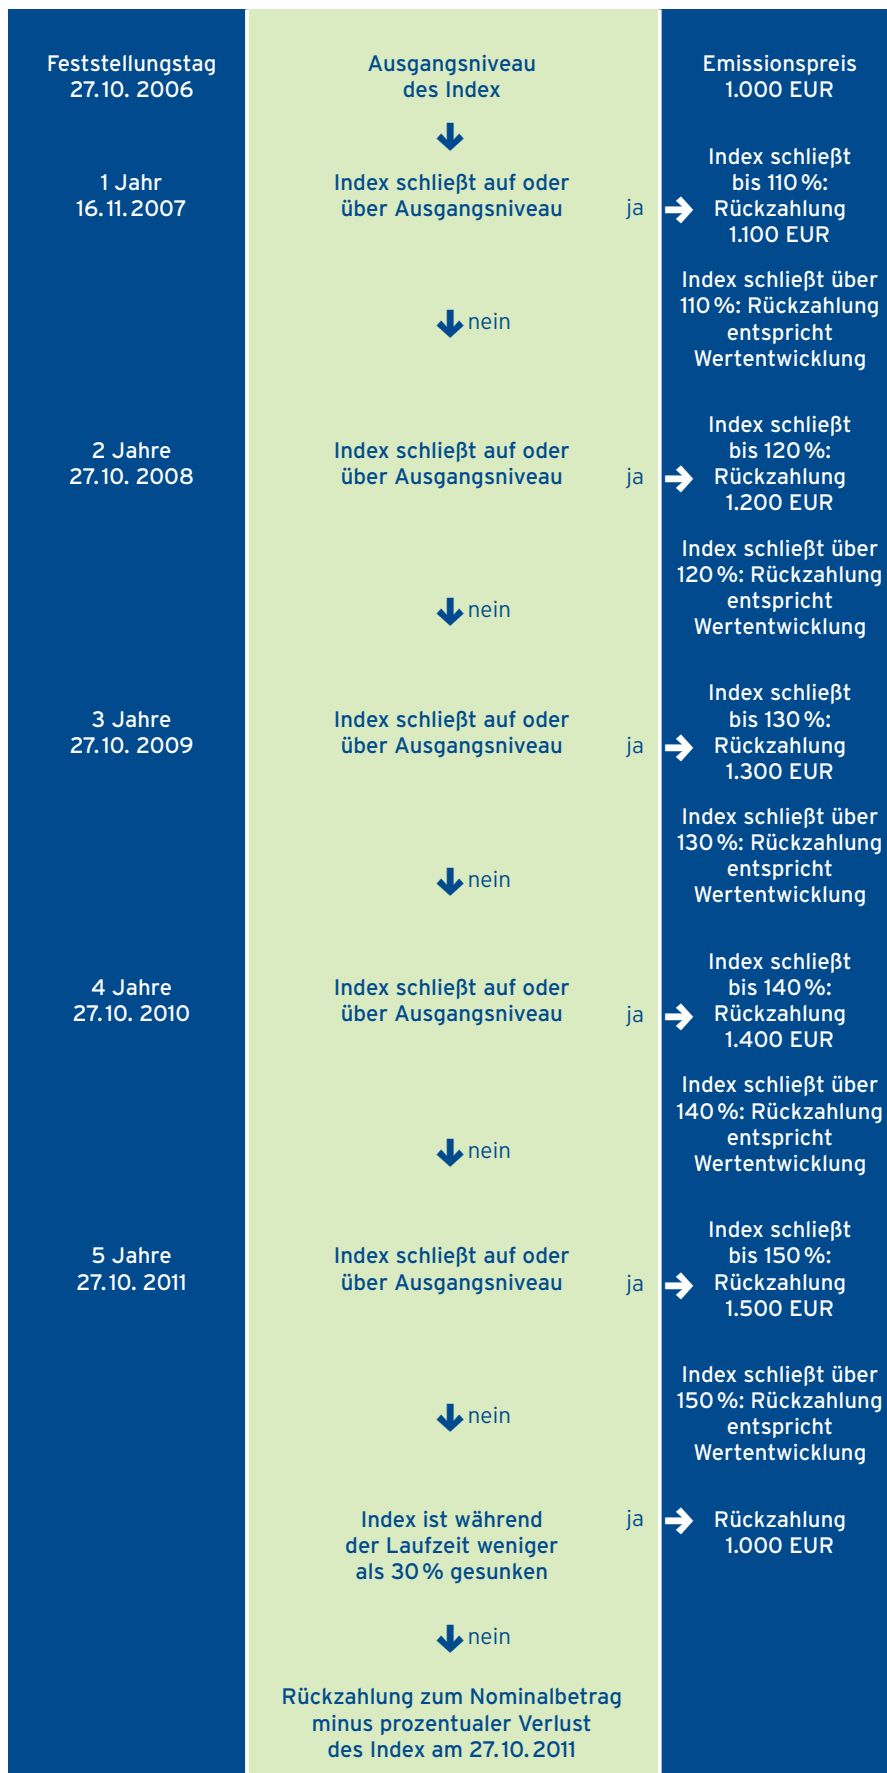 Feststellungstag
27.10. 2006
Ausgangsniveau
des Index
Emissionspreis
1.000 EUR
1 Jahr
16.11.2007
Index schließt auf oder
über Ausgangsniveau
ja
Index schließt
bis 110 %:
Rückzahlung
1.100 EUR
Index schließt über
110 %: Rückzahlung
entspricht
Wertentwicklung
nein
2 Jahre
27.10. 2008
Index schließt auf oder
über Ausgangsniveau
ja
Index schließt
bis 120 %:
Rückzahlung
1.200 EUR
Index schließt über
120 %: Rückzahlung
entspricht
Wertentwicklung
nein
3 Jahre
27.10. 2009
Index schließt auf oder
über Ausgangsniveau
ja
Index schließt
bis 130 %:
Rückzahlung
1.300 EUR
Index schließt über
130 %: Rückzahlung
entspricht
Wertentwicklung
nein
4 Jahre
27.10. 2010
Index schließt auf oder
über Ausgangsniveau
ja
Index schließt
bis 140 %:
Rückzahlung
1.400 EUR
Index schließt über
140 %: Rückzahlung
entspricht
Wertentwicklung
nein
5 Jahre
27.10. 2011
Index schließt auf oder
über Ausgangsniveau
ja
Index schließt
bis 150 %:
Rückzahlung
1.500 EUR
Index schließt über
150 %: Rückzahlung
entspricht
Wertentwicklung
nein
Index ist während
der Laufzeit weniger
als 30 % gesunken
ja
Rückzahlung
1.000 EUR
nein
Rückzahlung zum Nominalbetrag
minus prozentualer Verlust
des Index am 27.10. 2011